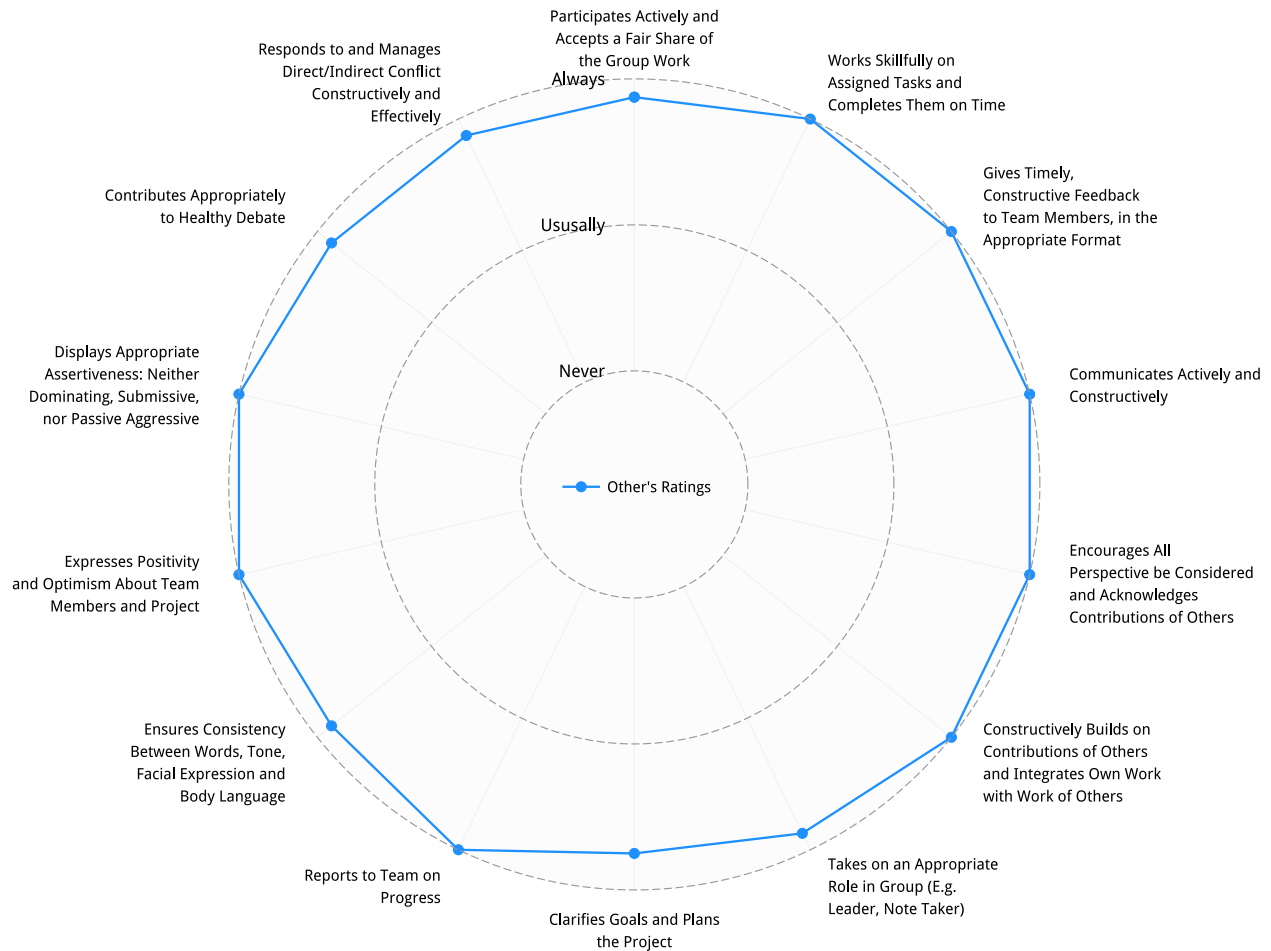 Participates Actively and
Accepts a Fair Share of
the Group Work
Works Skillfully on
Assigned Tasks and
Completes Them on Time
Gives Timely,
Constructive Feedback
to Team Members, in the
Appropriate Format
Communicates Actively and
Constructively
Encourages All
Perspective be Considered
and Acknowledges
Contributions of Others
Constructively Builds on
Contributions of Others
and Integrates Own Work
with Work of Others
Takes on an Appropriate
Role in Group (E.g.
Leader, Note Taker)
Clarifies Goals and Plans
the Project
Reports to Team on
Progress
Ensures Consistency
Between Words, Tone,
Facial Expression and
Body Language
Expresses Positivity
and Optimism About Team
Members and Project
Displays Appropriate
Assertiveness: Neither
Dominating, Submissive,
nor Passive Aggressive
Contributes Appropriately
to Healthy Debate
Responds to and Manages
Direct/Indirect Conflict
Constructively and
Effectively
Always
Ususally
Never
Other's Ratings